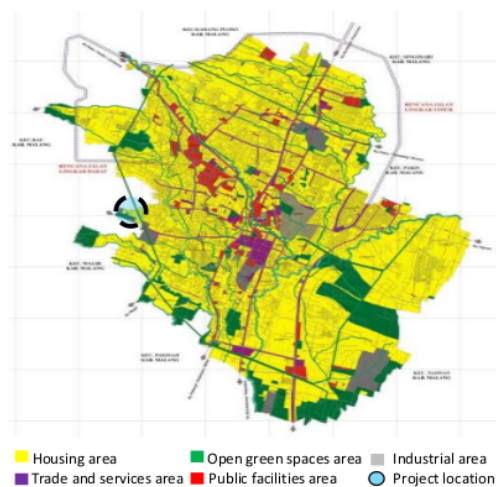 KEC.KARANG PLOSO
KAB. MALANG
KEC. SINGOSARI
KAB. MALANG
RENCANA JALAN
LINGKAR TIMUR
KEC.DAU
KAB. MALANG
RENCANA JALAN
LINGKAR BARAT
KEC. PAKIS
KAB. MALANG
KEC. WAGIR
KAB. MALANG
KEC. PAKISAJI
KAB. MALANG
KEC. TAJINAN
KAB. MALANG
Housing area
Open green spaces area
Industrial area
Trade and services area
Public facilities area
Project location